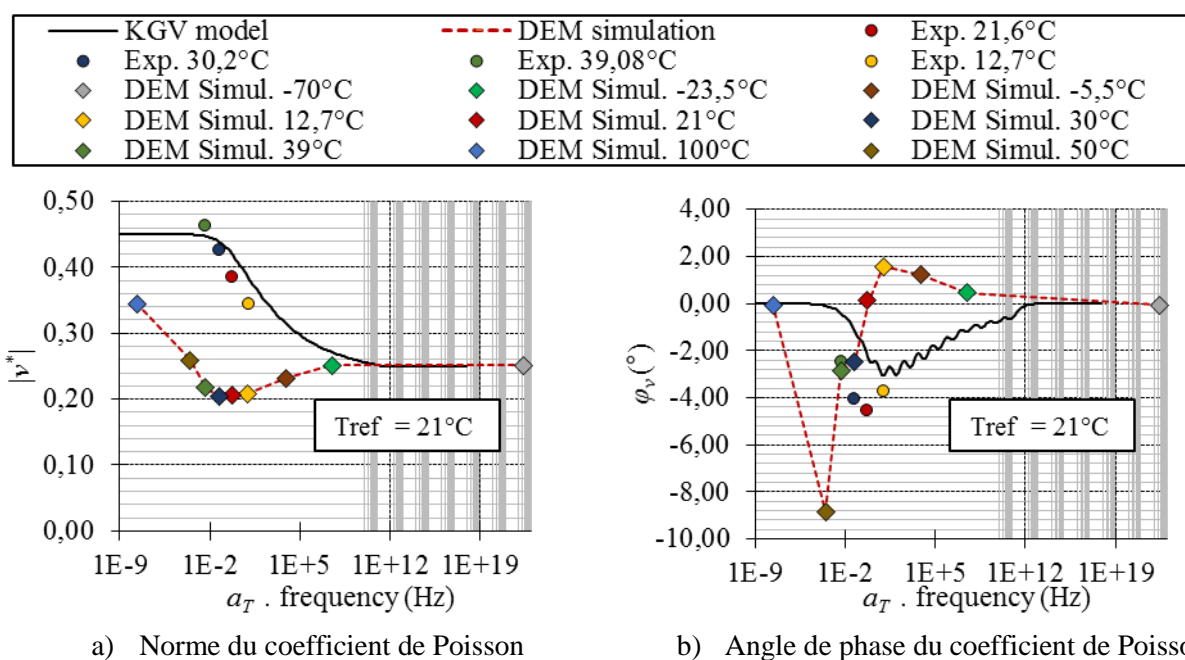 KGV model DEM simulation Exp. 21,6°C
Exp. 30,2°C Exp. 39,08°C Exp. 12,7°C
DEM Simul. -70°C DEM Simul. -23,5°C DEM Simul. -5,5°C
DEM Simul. 12,7°C DEM Simul. 21°C DEM Simul. 30°C
DEM Simul. 39°C DEM Simul. 100°C DEM Simul. 50°C
|ν*|
0,50
0,40
0,30
0,20
0,10
0,00
Tref = 21°C
1E-9 1E-2 1E+5 1E+12 1E+19
a_T . frequency (Hz)
a) Norme du coefficient de Poisson
φ_ν(°)
4,00
2,00
0,00
-2,00
-4,00
-6,00
-8,00
-10,00
Tref = 21°C
1E-9 1E-2 1E+5 1E+12 1E+19
a_T . frequency (Hz)
b) Angle de phase du coefficient de Poisso